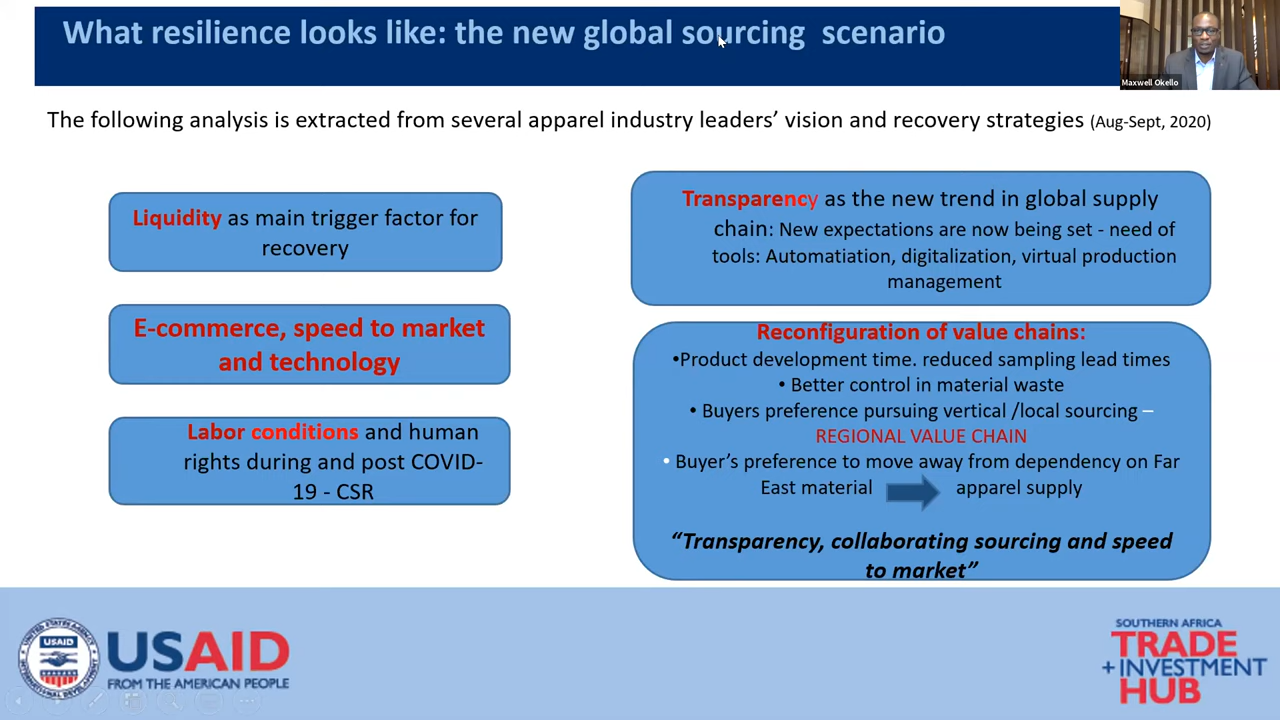 What resilience looks like: the new global sourcing scenario
Maxwell Okello
The following analysis is extracted from several apparel industry leaders' vision and recovery strategies (Aug-Sept, 2020)
Liquidity as main trigger factor for
recovery
E-commerce, speed to market
and technology
Labor conditions and human
rights during and post COVID-
19 - CSR
Transparency as the new trend in global supply
chain: New expectations are now being set - need of
tools: Automatiation, digitalization, virtual production
management
Reconfiguration of value chains:
•Product development time. reduced sampling lead times
• Better control in material waste
• Buyers preference pursuing vertical /local sourcing –
REGIONAL VALUE CHAIN
• Buyer's preference to move away from dependency on Far
East material apparel supply
“Transparency, collaborating sourcing and speed
to market”
USAID
USAID
FROM THE AMERICAN PEOPLE
SOUTHERN AFRICA
TRADE
+INVESTMENT
HUB